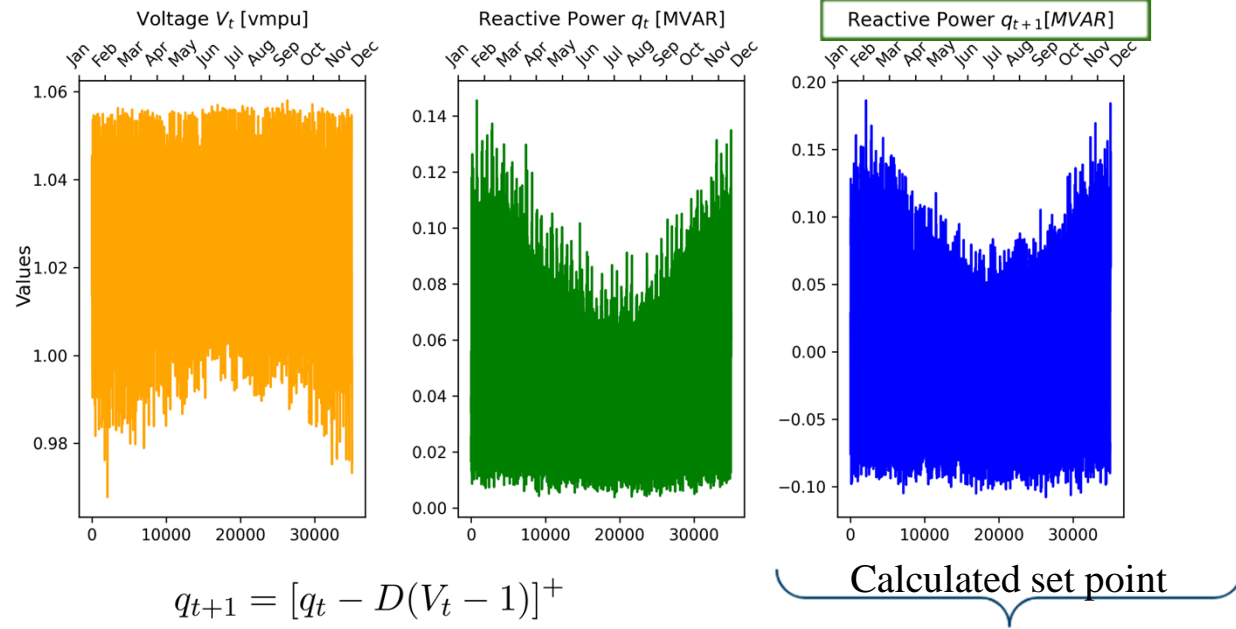 Voltage $V_t$ [vmpu]
Jan Feb Mar Apr May Jun Jul Aug Sep Oct Nov Dec
Values
1.06
1.04
1.02
1.00
0.98
0 10000 20000 30000
Reactive Power $q_t$ [MVAR]
Jan Feb Mar Apr May Jun Jul Aug Sep Oct Nov Dec
0.14
0.12
0.10
0.08
0.06
0.04
0.02
0.00
0 10000 20000 30000
Reactive Power $q_{t+1}[MVAR]$
Jan Feb Mar Apr May Jun Jul Aug Sep Oct Nov Dec
0.20
0.15
0.10
0.05
0.00
−0.05
−0.10
0 10000 20000 30000
$q_{t+1} = [q_t - D(V_t - 1)]^+$
Calculated set point